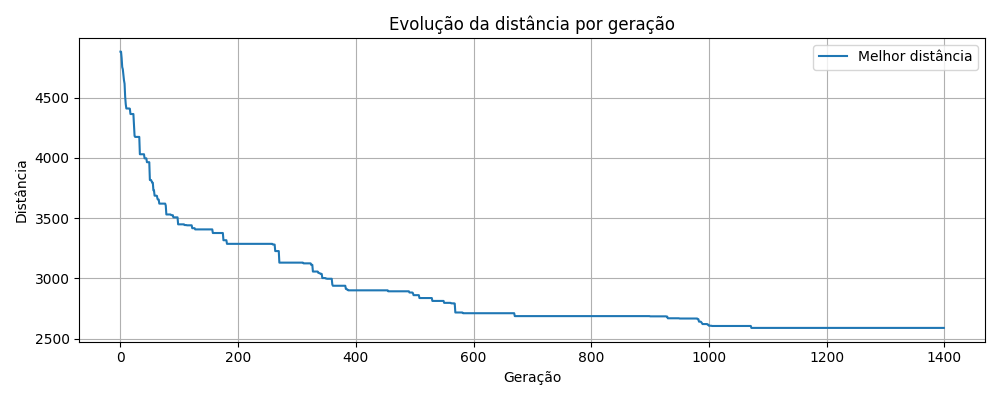 Evolução da distância por geração
Melhor distância
Distância
4500
4000
3500
3000
2500
0 200 400 600 800 1000 1200 1400
Geração